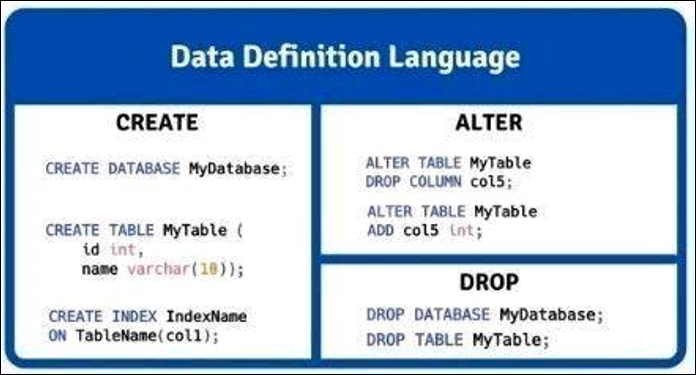 Data Definition Language
CREATE
CREATE DATABASE MyDatabase;
CREATE TABLE MyTable (
id int,
name varchar(10));
CREATE INDEX IndexName
ON TableName(col1);
ALTER
ALTER TABLE MyTable
DROP COLUMN col5;
ALTER TABLE MyTable
ADD col5 int;
DROP
DROP DATABASE MyDatabase;
DROP TABLE MyTable;